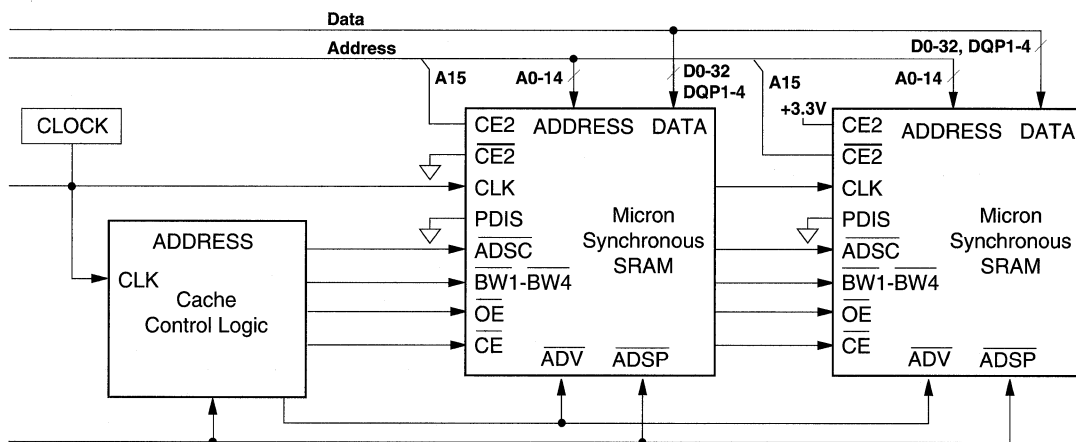 Data
Address
D0-32, DQP1-4
A15
A0-14
D0-32
DQP1-4
A15
A0-14
+3.3V
CLOCK
CE2
ADDRESS
DATA
CE2
CLK
PDIS
Micron
Synchronous
SRAM
ADSC
BW1-BW4
OE
CE
ADV
ADSP
CE2
ADDRESS
DATA
CE2
CLK
PDIS
Micron
Synchronous
SRAM
ADSC
BW1-BW4
OE
CE
ADV
ADSP
ADDRESS
CLK
Cache
Control Logic